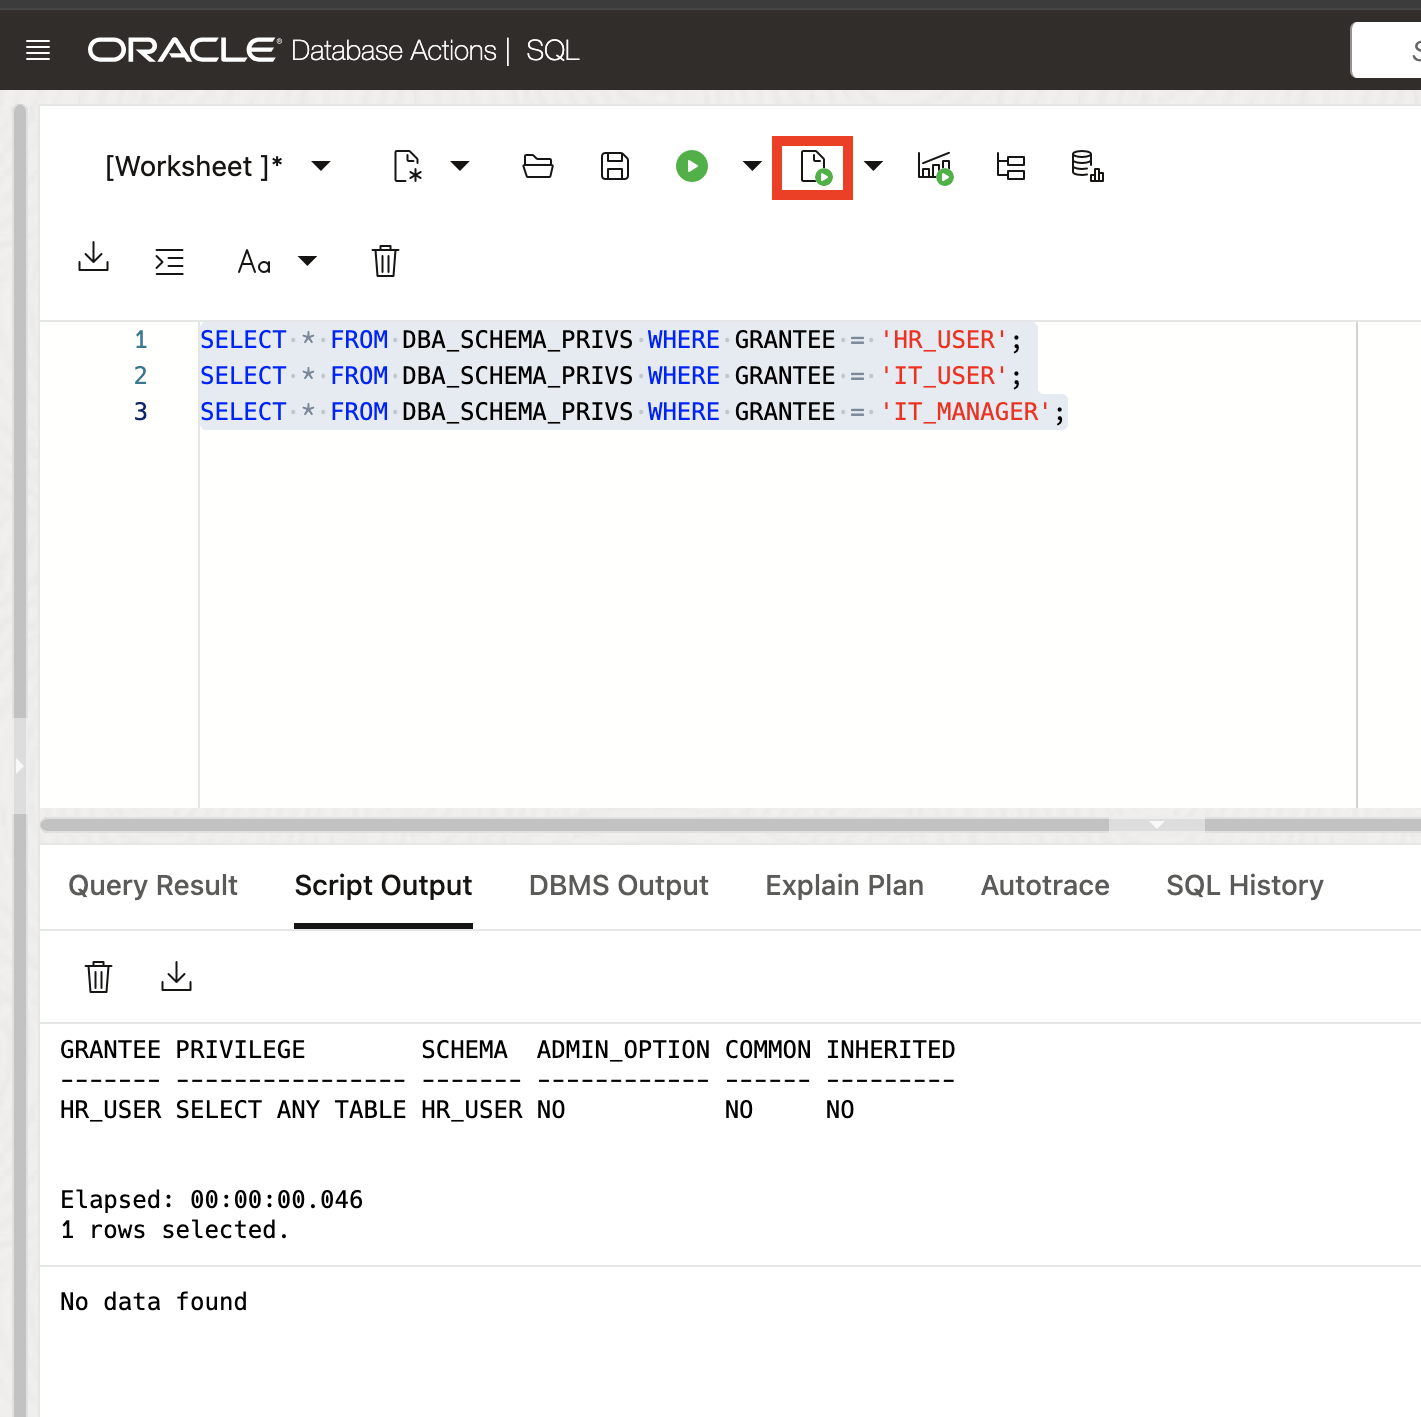 ORACLE® Database Actions | SQL
[Worksheet ]*
Aa
1 SELECT * FROM DBA_SCHEMA_PRIVS WHERE GRANTEE = 'HR_USER';
2 SELECT * FROM DBA_SCHEMA_PRIVS WHERE GRANTEE = 'IT_USER';
3 SELECT * FROM DBA_SCHEMA_PRIVS WHERE GRANTEE = 'IT_MANAGER';
Query Result Script Output DBMS Output Explain Plan Autotrace SQL History
GRANTEE PRIVILEGE        SCHEMA  ADMIN_OPTION COMMON INHERITED
------- ---------------- ------- ------------ ------ ---------
HR_USER SELECT ANY TABLE HR_USER NO           NO     NO
Elapsed: 00:00:00.046
1 rows selected.
No data found